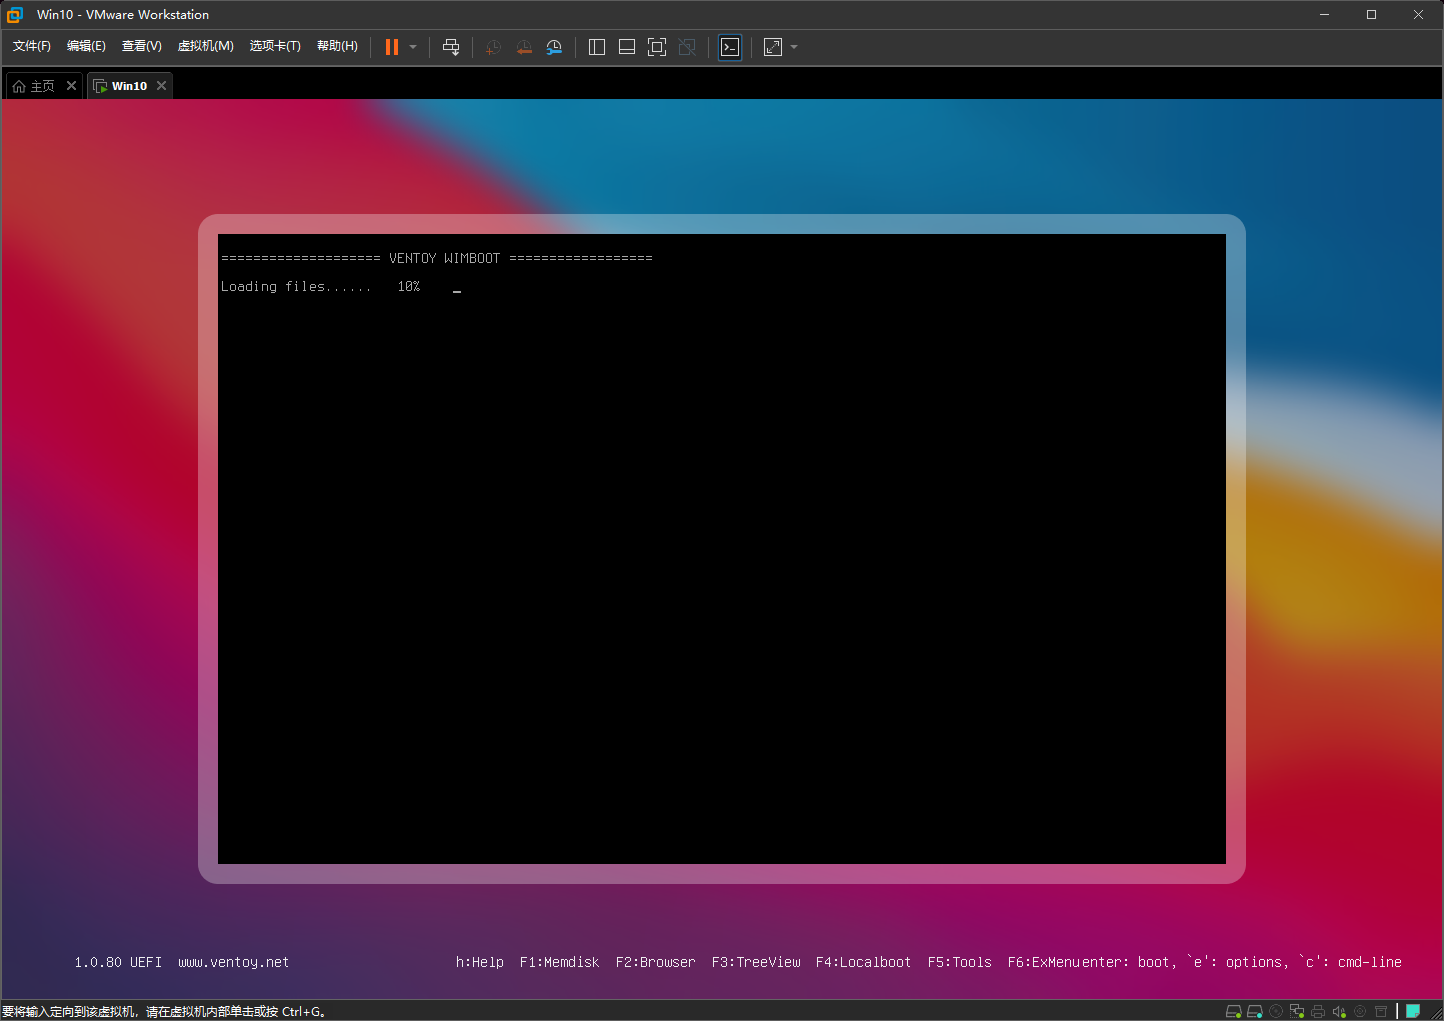 Win10 - VMware Workstation
文件(F) 编辑(E) 查看(V) 虚拟机(M) 选项卡(T) 帮助(H)
主页 Win10
==================== VENTOY WIMBOOT ==================
Loading files...... 10% _
1.0.80 UEFI www.ventoy.net h:Help F1:Memdisk F2:Browser F3:TreeView F4:Localboot F5:Tools F6:ExMenuenter: boot, `e': options, `c': cmd-line
要将输入定向到该虚拟机，请在虚拟机内部单击或按 Ctrl+G。